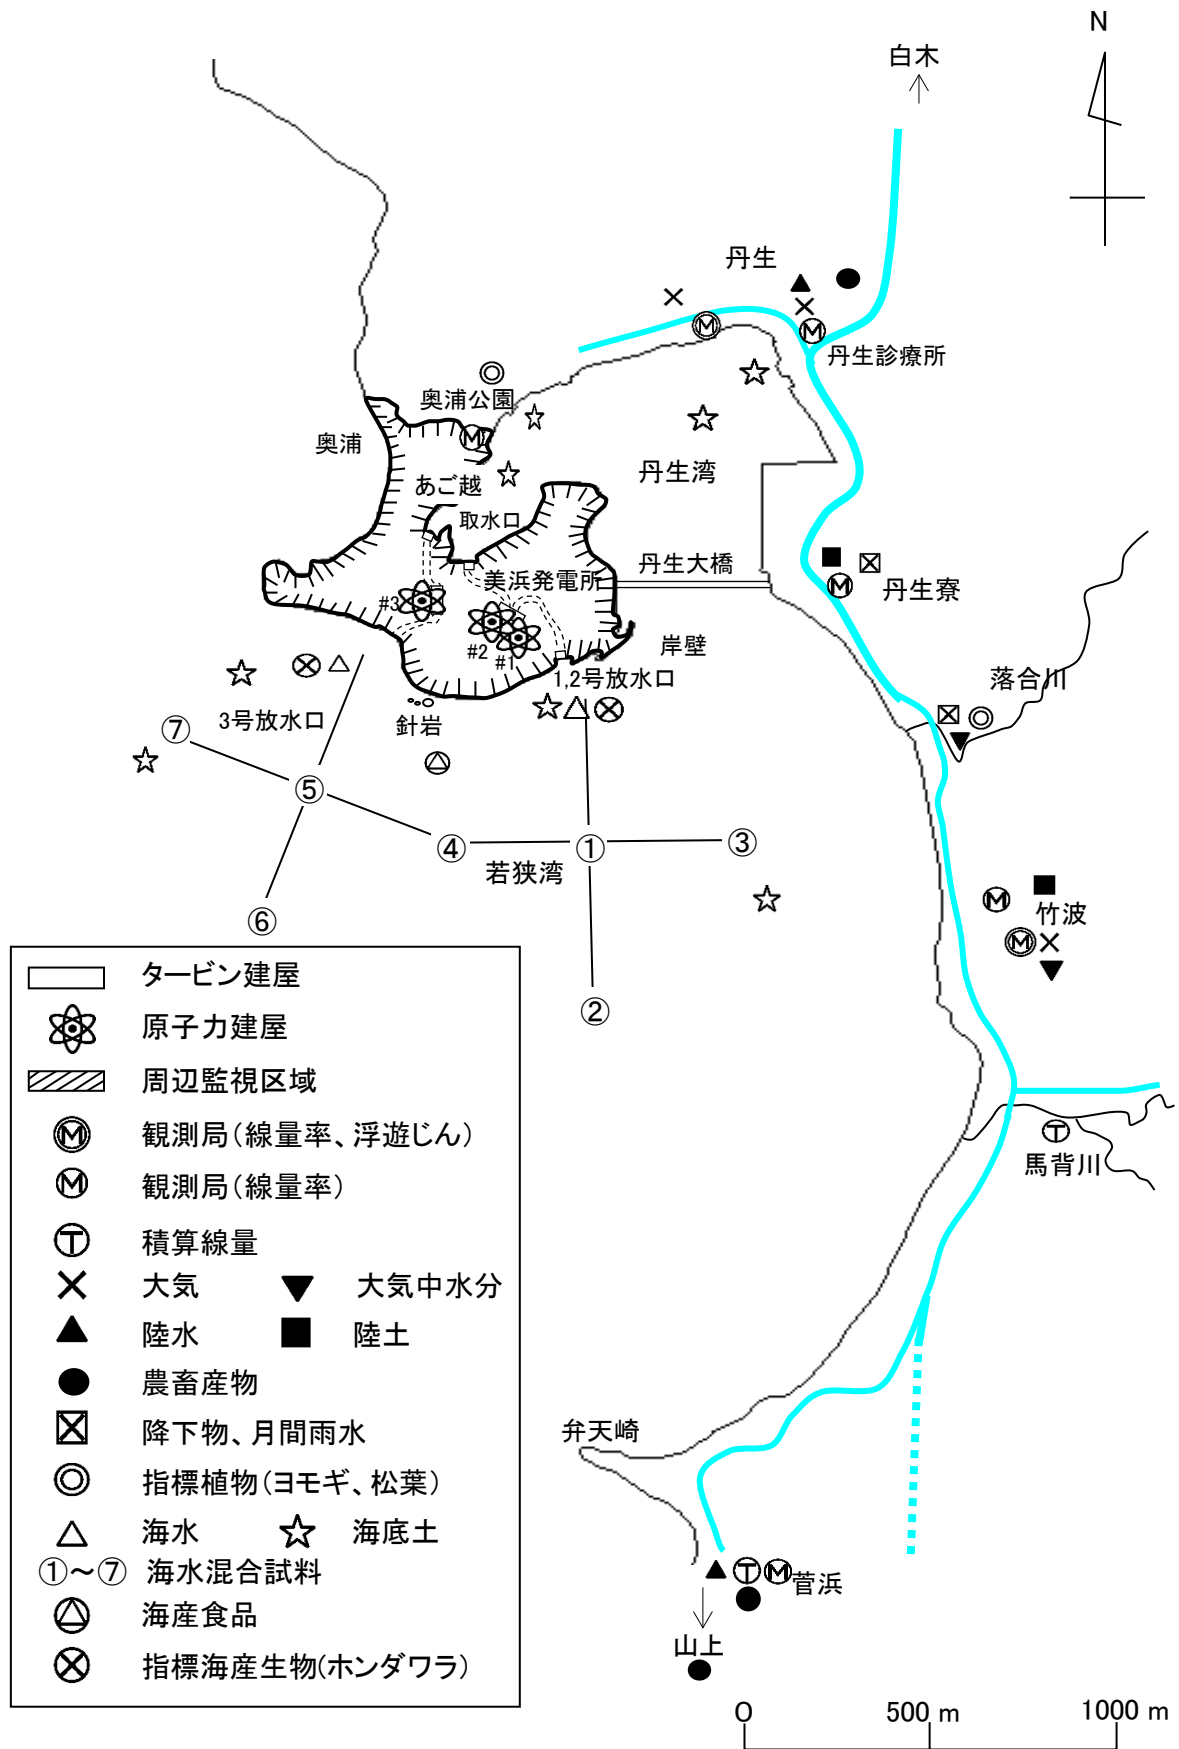 N
白木
丹生
丹生診療所
奥浦公園
奥浦
丹生湾
あご越
取水口
丹生大橋
美浜発電所
丹生寮
#3
#2
#1
岸壁
落合川
1,2号放水口
3号放水口
針岩
⑦
⑤
④
①
③
若狭湾
⑥
②
竹波
M
M
M
M
M
M
M
T
馬背川
タービン建屋
原子力建屋
周辺監視区域
M 観測局(線量率、浮遊じん)
M 観測局(線量率)
T 積算線量
大気 大気中水分
陸水 陸土
農畜産物
降下物、月間雨水
指標植物(ヨモギ、松葉)
海水 海底土
①～⑦ 海水混合試料
海産食品
指標海産生物(ホンダワラ)
弁天崎
T M 菅浜
山上
O 500 m 1000 m